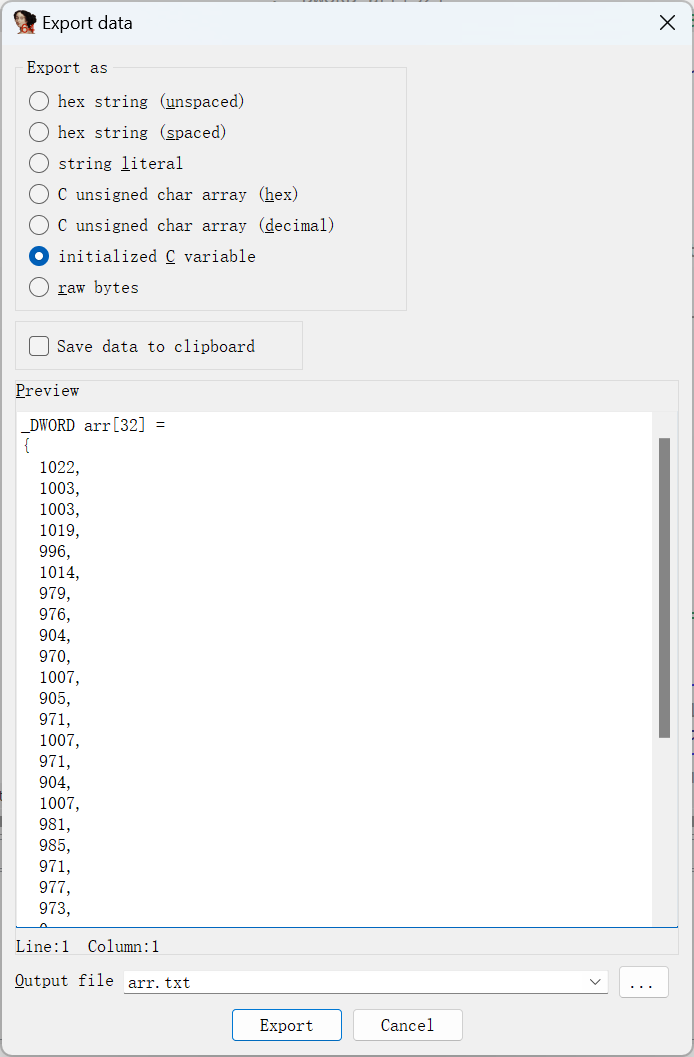 Export data
Export as
hex string (unspaced)
hex string (spaced)
string literal
C unsigned char array (hex)
C unsigned char array (decimal)
initialized C variable
raw bytes
Save data to clipboard
Preview
_DWORD arr[32] =
{
1022,
1003,
1003,
1019,
996,
1014,
979,
976,
904,
970,
1007,
905,
971,
1007,
971,
904,
1007,
981,
985,
971,
977,
973,
Line:1 Column:1
Output file arr.txt ...
Export Cancel